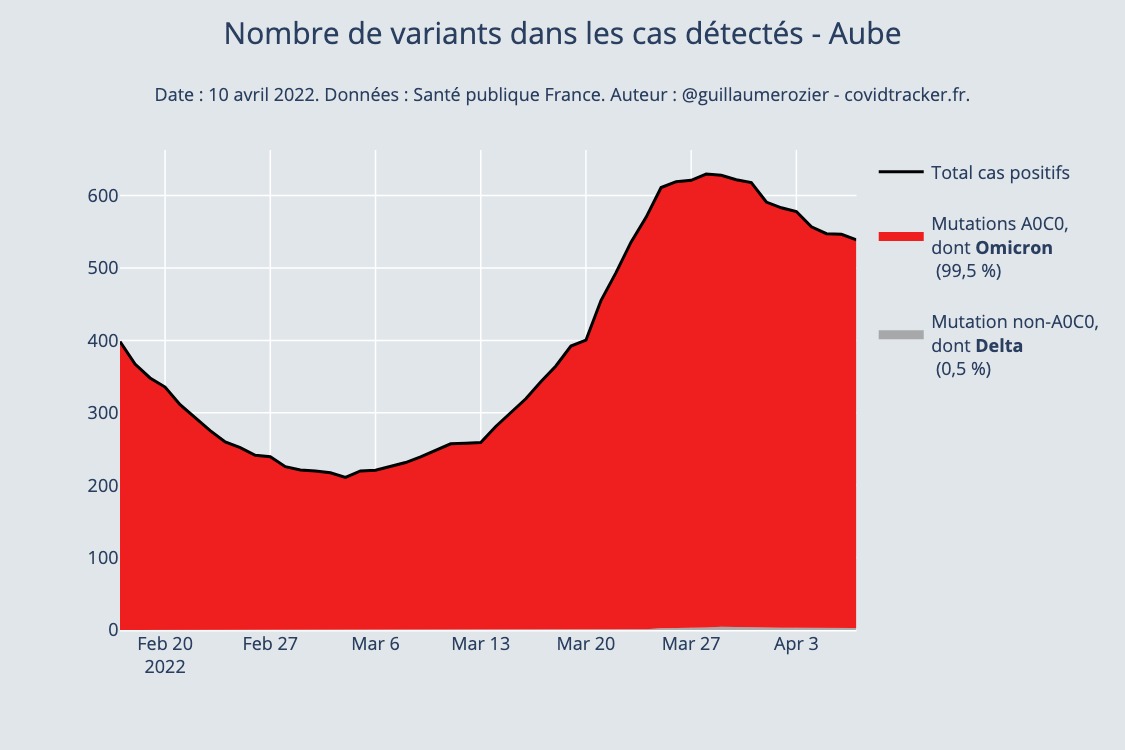 Nombre de variants dans les cas détectés - Aube
Date : 10 avril 2022. Données : Santé publique France. Auteur : @guillaumerozier - covidtracker.fr.
Total cas positifs
Mutations A0C0,
dont Omicron
(99,5 %)
Mutation non-A0C0,
dont Delta
(0,5 %)
600
500
400
300
200
100
0
Feb 20
2022
Feb 27
Mar 6
Mar 13
Mar 20
Mar 27
Apr 3